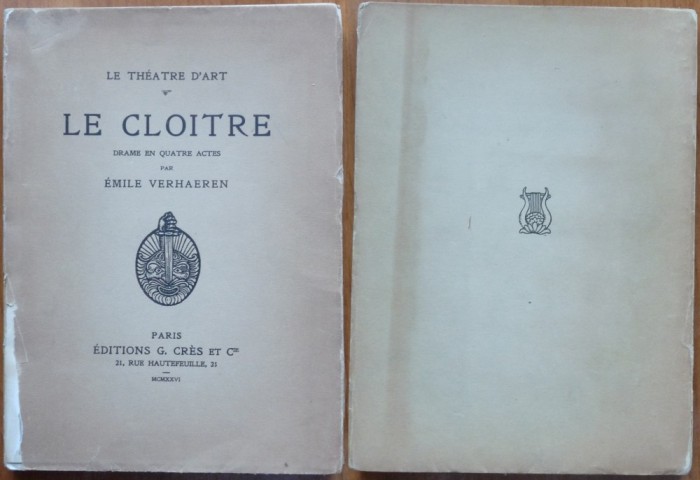 LE THÉATRE D'ART
LE CLOITRE
DRAME EN QUATRE ACTES
PAR
ÉMILE VERHAEREN
PARIS
ÉDITIONS G. CRÈS ET Cie
21, RUE HAUTEFEUILLE, 21
MCMXXVI